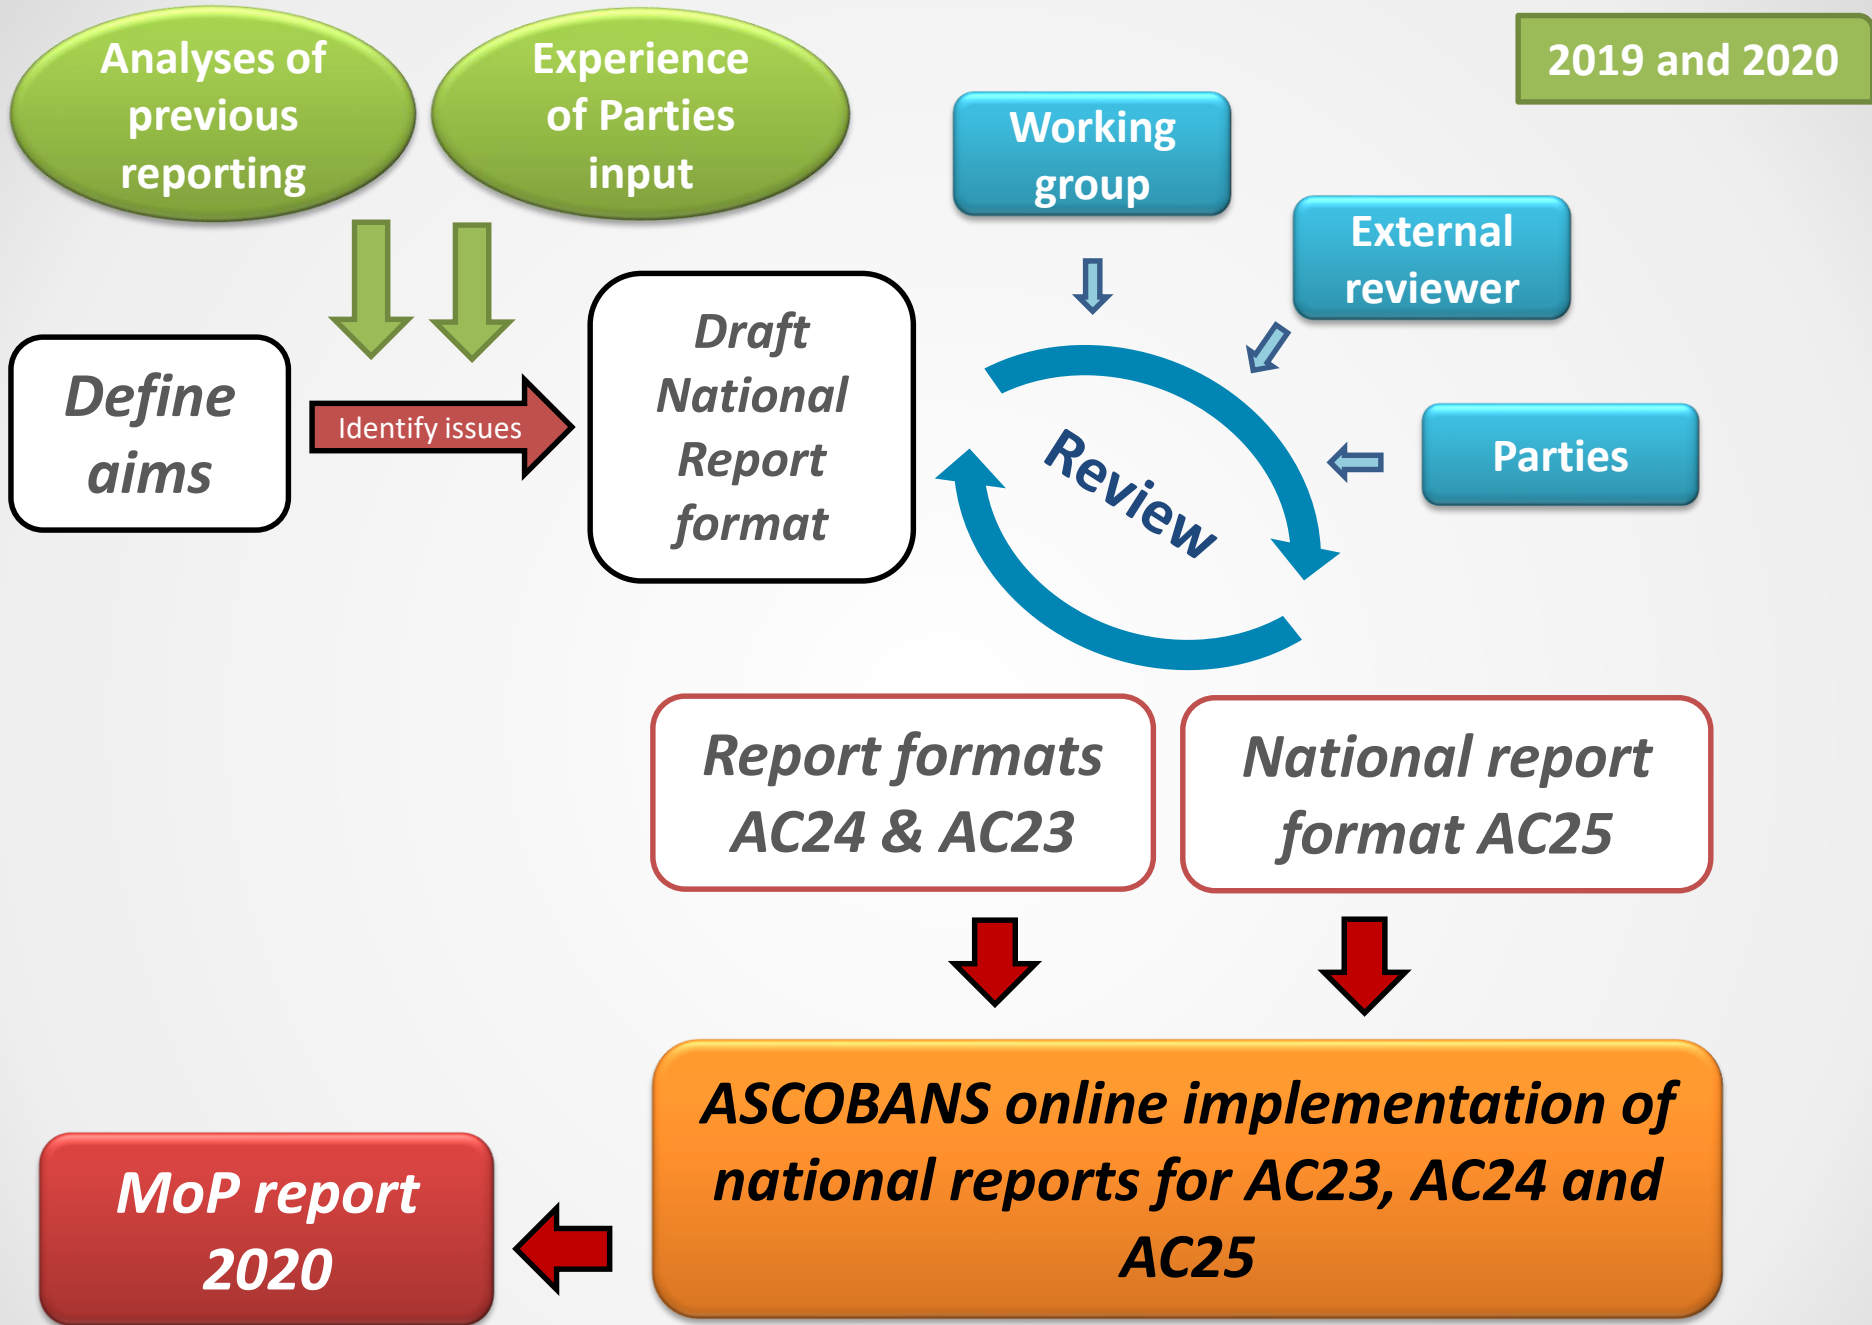 Analyses of
previous
reporting
Experience
of Parties
input
2019 and 2020
Working
group
External
reviewer
Parties
Define
aims
Identify issues
Draft
National
Report
format
Review
Report formats
AC24 & AC23
National report
format AC25
ASCOBANS online implementation of
national reports for AC23, AC24 and
AC25
MoP report
2020